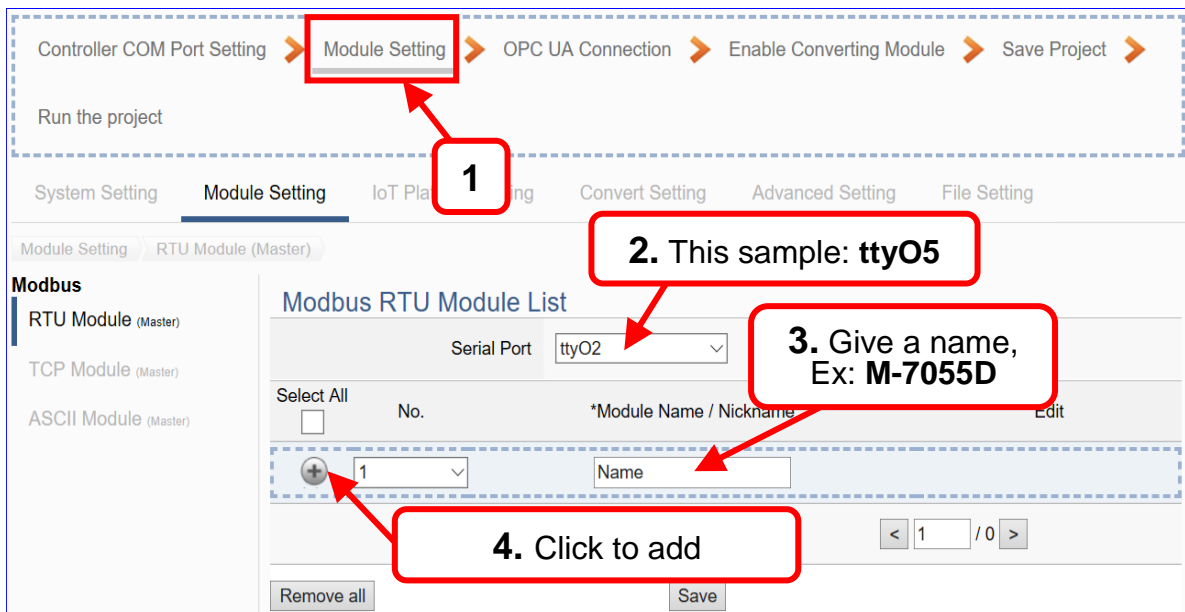 Controller COM Port Setting Module Setting OPC UA Connection Enable Converting Module Save Project
Run the project
1
System Setting Module Setting IoT Pla ng Convert Setting Advanced Setting File Setting
Module Setting RTU Module (Master)
2. This sample: ttyO5
Modbus
RTU Module (Master)
TCP Module (Master)
ASCII Module (Master)
Modbus RTU Module List
Serial Port ttyO2
3. Give a name,
Ex: M-7055D
Select All
No. *Module Name / Nickname Edit
1 Name
4. Click to add
< 1 / 0 >
Remove all Save